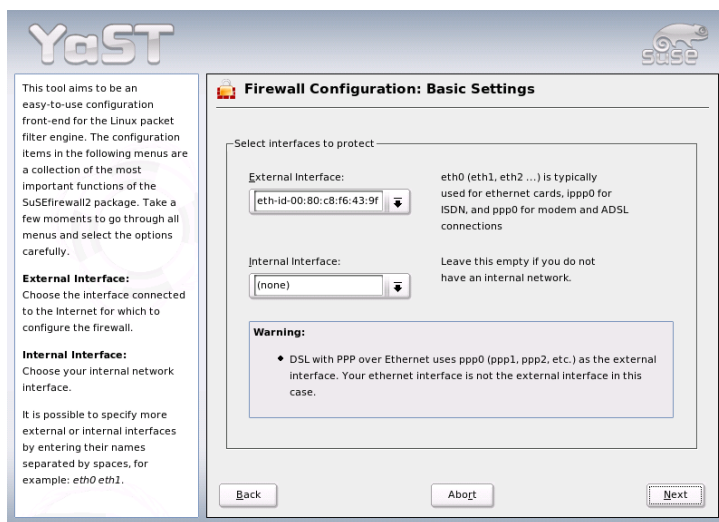 YaST
SUSE
This tool aims to be an
easy-to-use configuration
front-end for the Linux packet
filter engine. The configuration
items in the following menus are
a collection of the most
important functions of the
SuSEfirewall2 package. Take a
few moments to go through all
menus and select the options
carefully.
External Interface:
Choose the interface connected
to the Internet for which to
configure the firewall.
Internal Interface:
Choose your internal network
interface.
It is possible to specify more
external or internal interfaces
by entering their names
separated by spaces, for
example: eth0 eth1.
Firewall Configuration: Basic Settings
Select interfaces to protect
External Interface:
eth-id-00:80:c8:f6:43:9f
eth0 (eth1, eth2 ...) is typically
used for ethernet cards, ippp0 for
ISDN, and ppp0 for modem and ADSL
connections
Internal Interface:
(none)
Leave this empty if you do not
have an internal network.
Warning:
DSL with PPP over Ethernet uses ppp0 (ppp1, ppp2, etc.) as the external
interface. Your ethernet interface is not the external interface in this
case.
Back
Abort
Next